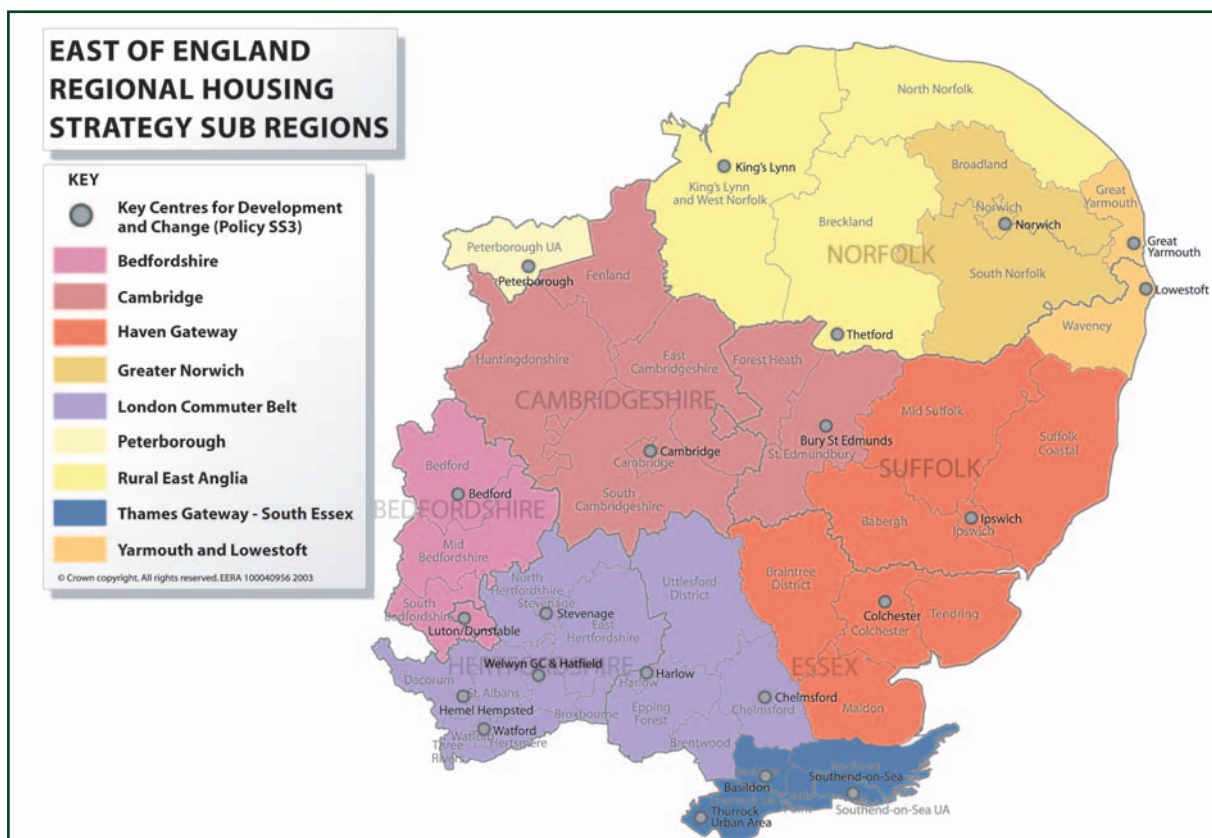 EAST OF ENGLAND
REGIONAL HOUSING
STRATEGY SUB REGIONS
KEY
Key Centres for Development
and Change (Policy SS3)
Bedfordshire
Cambridge
Haven Gateway
Greater Norwich
London Commuter Belt
Peterborough
Rural East Anglia
Thames Gateway - South Essex
Yarmouth and Lowestoft
© Crown copyright. All rights reserved. EERA 100040956 2003
North Norfolk
King's Lynn
King's Lynn
and West Norfolk
Broadland
Great
Yarmouth
Breckland
Norwich
Norwich
Great
Yarmouth
NORFOLK
South Norfolk
Lowestoft
Waveney
Peterborough UA
Peterborough
Fenland
Thetford
Huntingdonshire
East
Cambridgeshire
Forest Heath
CAMBRIDGESHIRE
Mid Suffolk
Suffolk
Coastal
Bury St Edmunds
St. Edmundsbury
Cambridge
Cambridge
SUFFOLK
Bedford
Bedford
BEDFORDSHIRE
South
Cambridgeshire
Babergh
Ipswich
Ipswich
Mid
Bedfordshire
North
Hertfordshire
Stevenage
Stevenage
Uttlesford
District
Braintree
District
South
Bedfordshire
Luton/Dunstable
East
Hertfordshire
Colchester
Colchester
Tendring
HERTFORDSHIRE
Welwyn GC & Hatfield
Harlow
Harlow
ESSEX
Dacorum
St. Albans
Hemel Hempsted
Broxbourne
Epping
Forest
Chelmsford
Chelmsford
Maldon
Watford
Watford
Three
Rivers
Hertsmere
Brentwood
Basildon
Southend-on-Sea
Southend-on-Sea UA
Thurrock
Urban Area